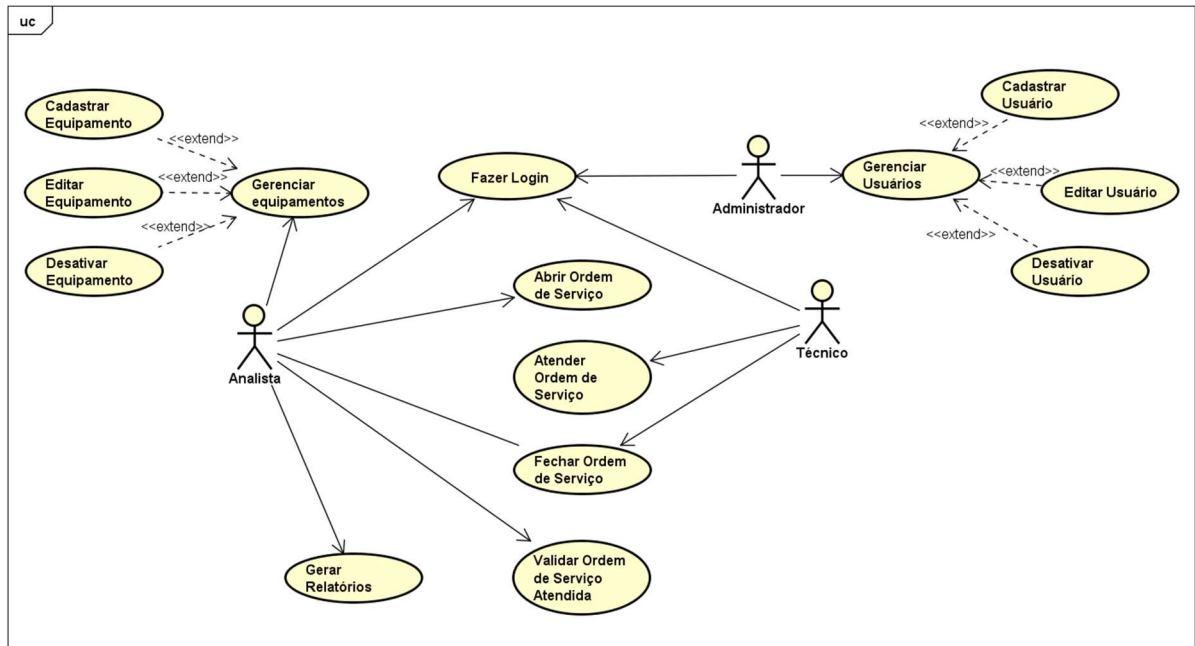 uc
Cadastrar
Equipamento
<<extend>>
Editar
Equipamento
<<extend>>
Gerenciar
equipamentos
<<extend>>
Desativar
Equipamento
Fazer Login
Administrador
Cadastrar
Usuário
<<extend>>
Gerenciar
Usuários
<<extend>>
Editar Usuário
<<extend>>
Desativar
Usuário
Abrir Ordem
de Serviço
Analista
Técnico
Atender
Ordem de
Serviço
Fechar Ordem
de Serviço
Gerar
Relatórios
Validar Ordem
de Serviço
Atendida